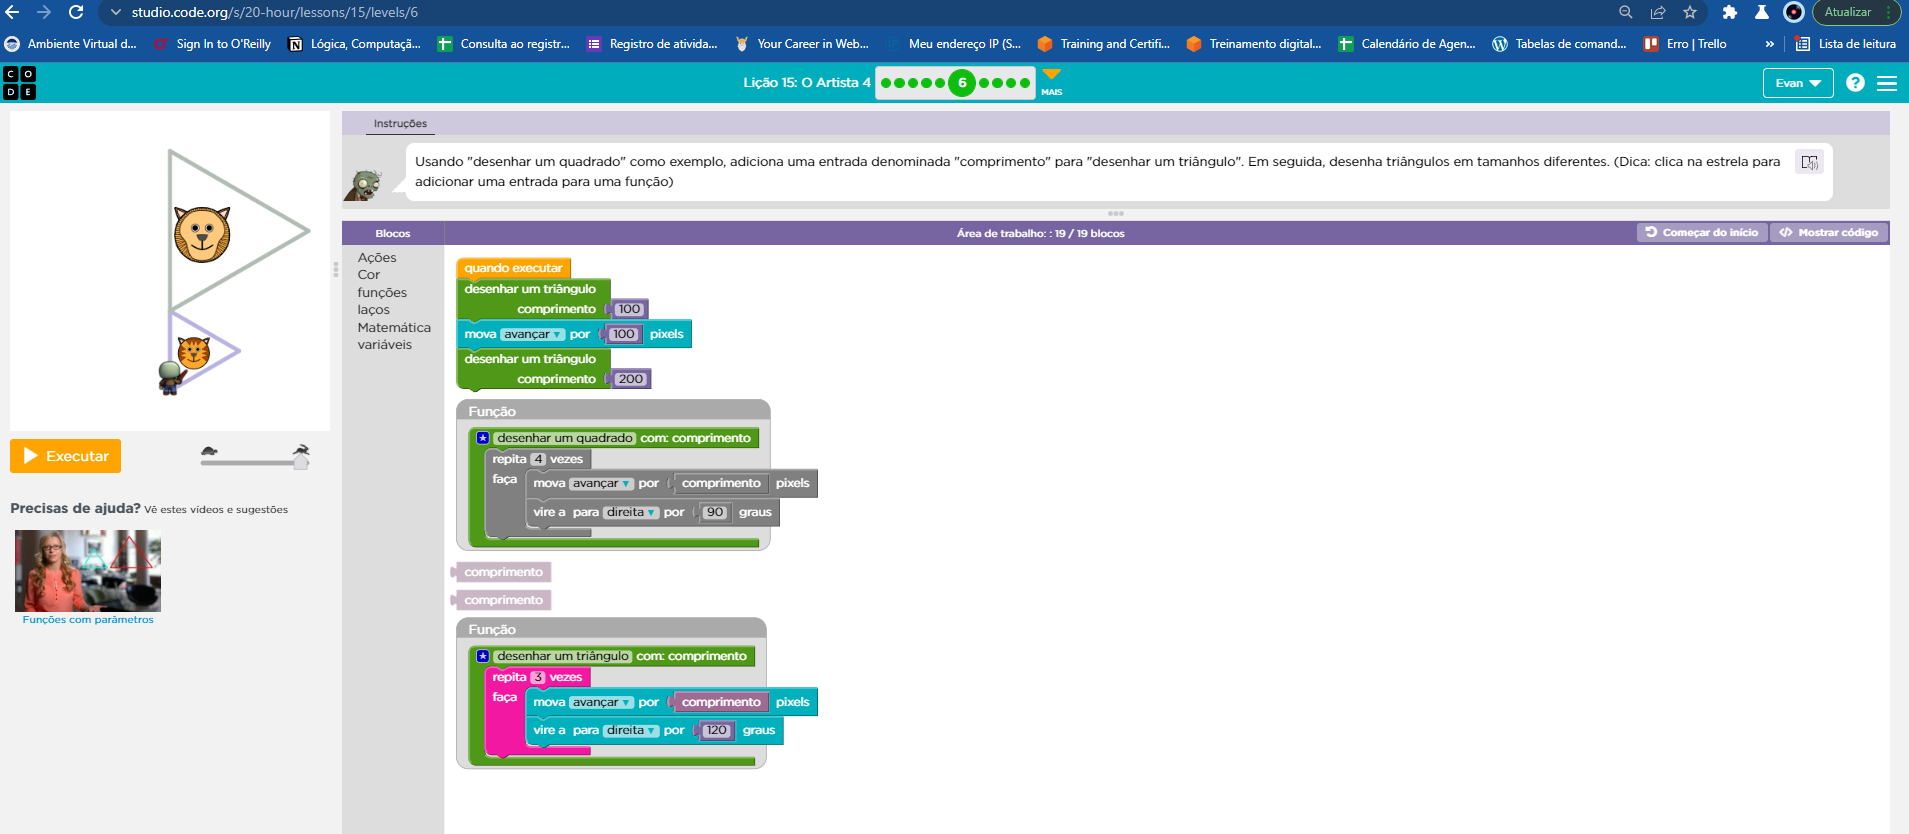 studio.code.org/s/20-hour/lessons/15/levels/6
Atualizar
Ambiente Virtual d...
Sign In to O'Reilly
Lógica, Computaçã...
Consulta ao registr...
Registro de ativida...
Your Career in Web...
Meu endereço IP (S...
Training and Certifi...
Treinamento digital...
Calendário de Agen...
Tabelas de comand...
Erro | Trello
»
Lista de leitura
C O
D E
Lição 15: O Artista 4
6
MAIS
Evan
?
Instruções
Usando "desenhar um quadrado" como exemplo, adiciona uma entrada denominada "comprimento" para "desenhar um triângulo". Em seguida, desenha triângulos em tamanhos diferentes. (Dica: clica na estrela para
adicionar uma entrada para uma função)
Blocos
Área de trabalho: : 19 / 19 blocos
Começar do início
Mostrar código
Ações
Cor
funções
laços
Matemática
variáveis
quando executar
desenhar um triângulo
comprimento 100
mova avançar por 100 pixels
desenhar um triângulo
comprimento 200
Função
desenhar um quadrado com: comprimento
repita 4 vezes
faça mova avançar por comprimento pixels
vire a para direita por 90 graus
comprimento
comprimento
Função
desenhar um triângulo com: comprimento
repita 3 vezes
faça mova avançar por comprimento pixels
vire a para direita por 120 graus
Executar
Precisas de ajuda? Vê estes vídeos e sugestões
Funções com parâmetros